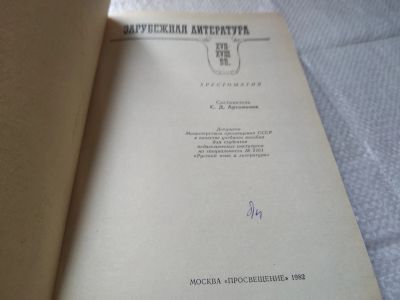 ЗАРУБЕЖНАЯ ЛИТЕРАТУРА
XVII
XVIII
ВВ.
ХРЕСТОМАТИЯ
Составитель
С. Д. Артамонов
Допущено
Министерством просвещения СССР
в качестве учебного пособия
для студентов
педагогических институтов
по специальности № 2101
«Русский язык и литература»
МОСКВА «ПРОСВЕЩЕНИЕ» 1982